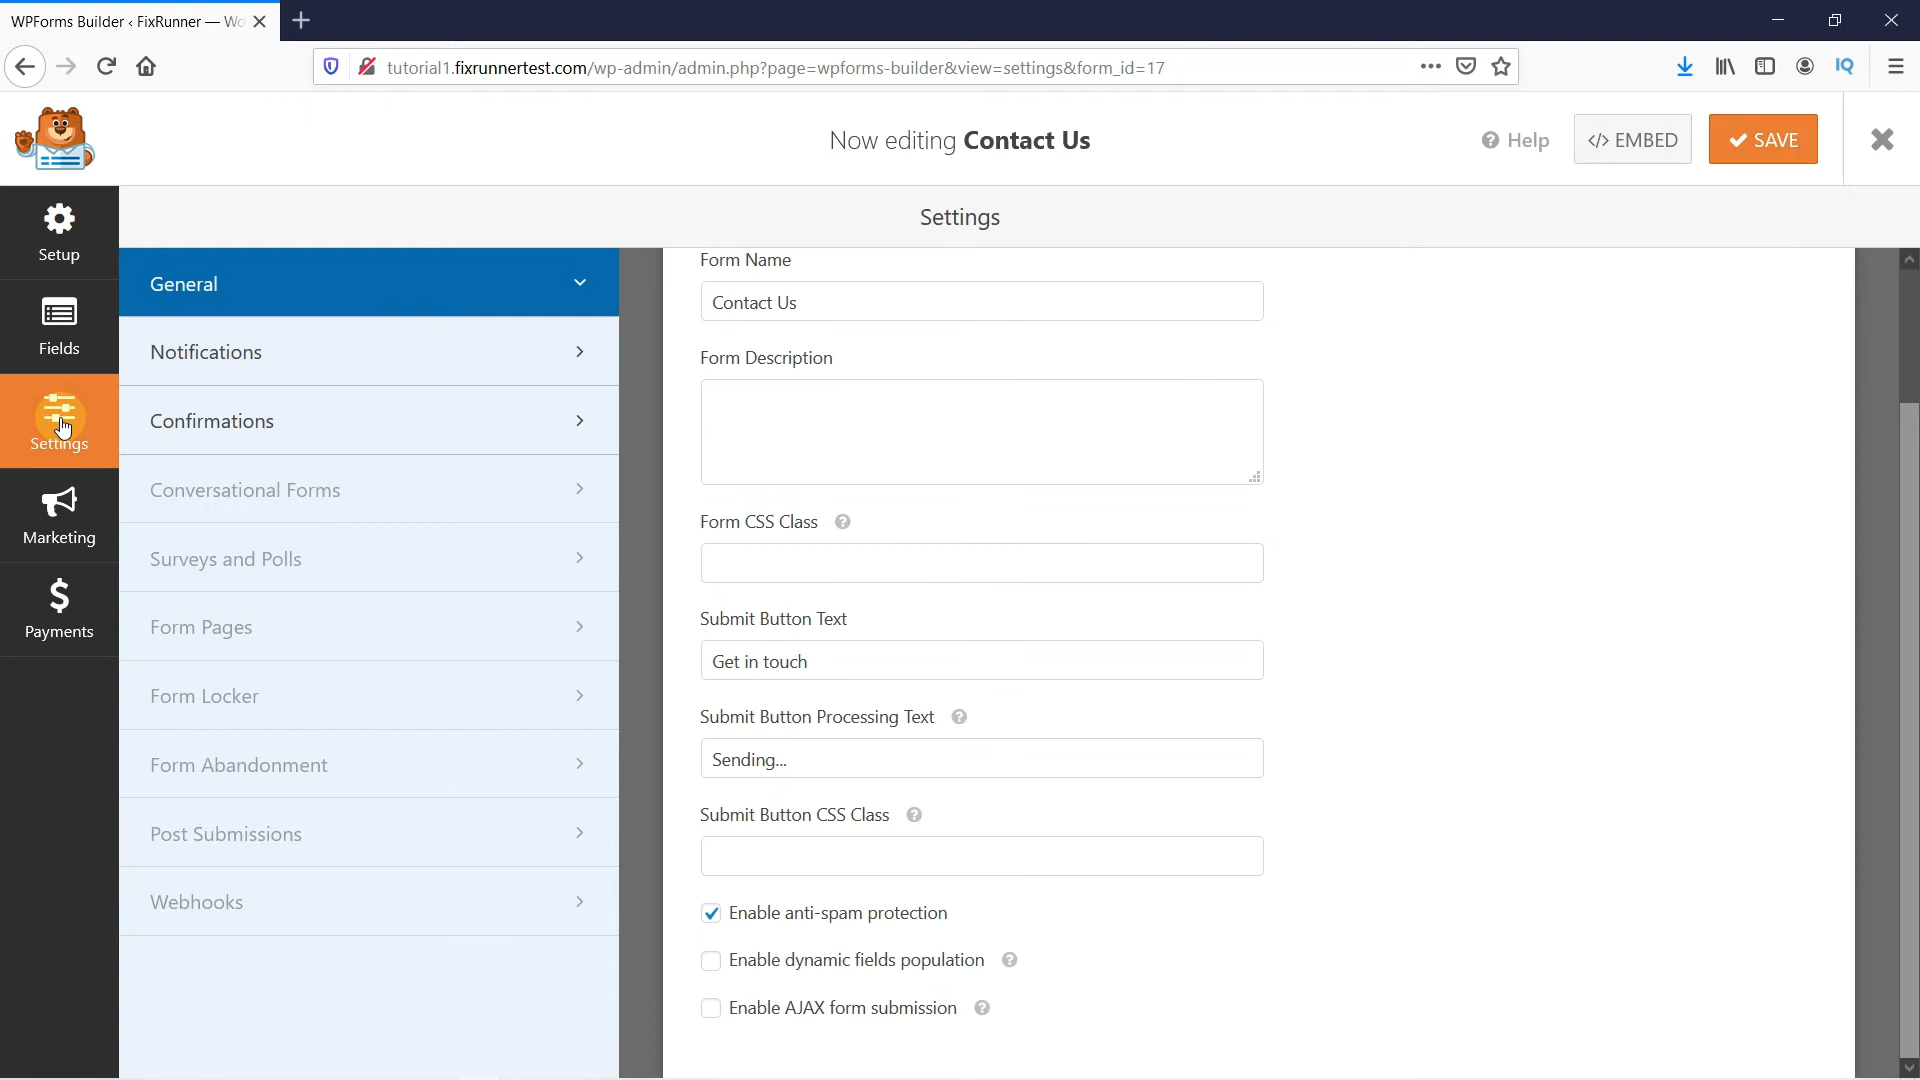 WPForms Builder ‹ FixRunner — Wo
tutorial1.fixrunnertest.com/wp-admin/admin.php?page=wpforms-builder&view=settings&form_id=17
IQ
Now editing Contact Us
Help
</> EMBED
SAVE
Settings
Setup
Fields
Settings
Marketing
Payments
General
Notifications
Confirmations
Conversational Forms
Surveys and Polls
Form Pages
Form Locker
Form Abandonment
Post Submissions
Webhooks
Form Name
Contact Us
Form Description
Form CSS Class
Submit Button Text
Get in touch
Submit Button Processing Text
Sending...
Submit Button CSS Class
Enable anti-spam protection
Enable dynamic fields population
Enable AJAX form submission